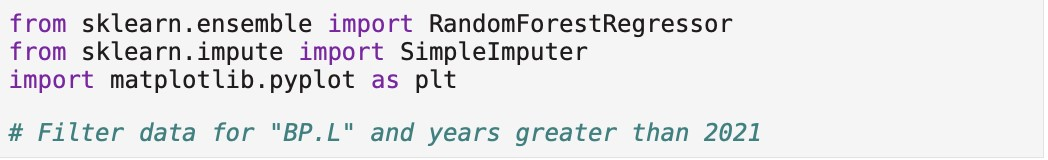 from sklearn.ensemble import RandomForestRegressor
from sklearn.impute import SimpleImputer
import matplotlib.pyplot as plt
# Filter data for "BP.L" and years greater than 2021